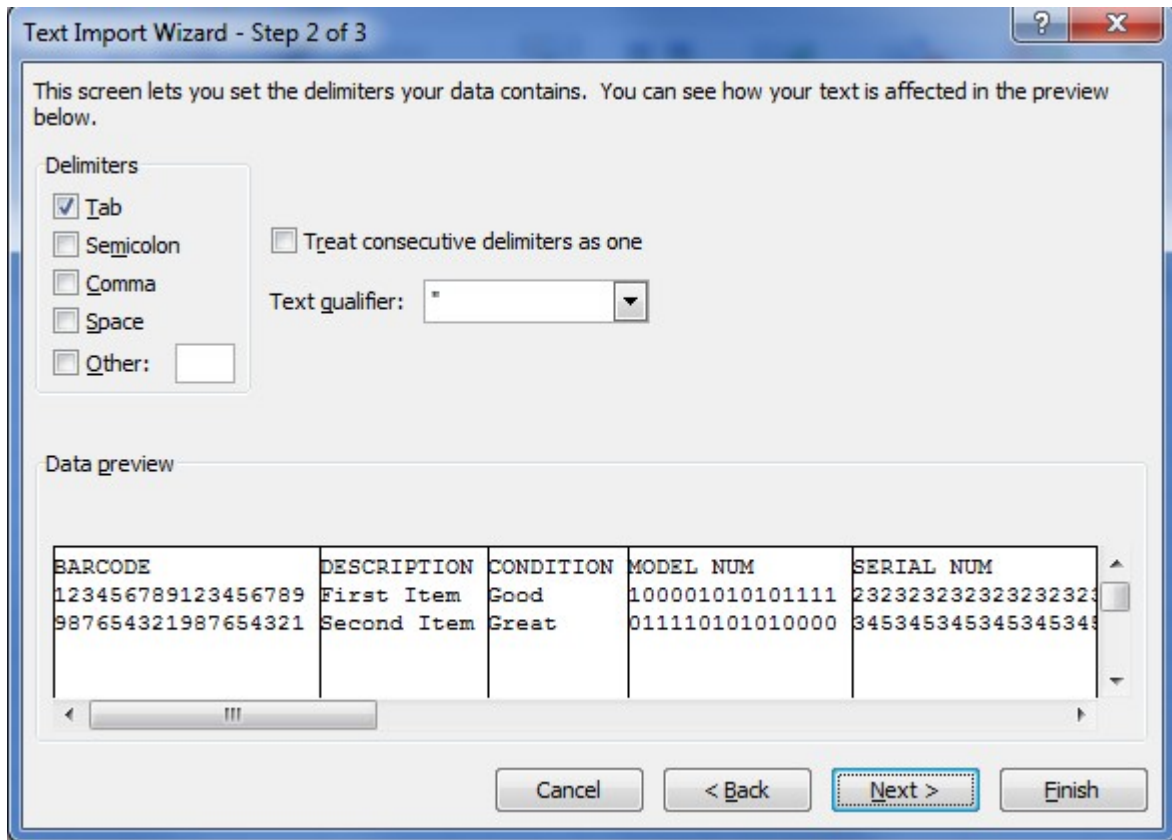 Text Import Wizard - Step 2 of 3
This screen lets you set the delimiters your data contains.  You can see how your text is affected in the preview
below.
Delimiters
Tab
Semicolon
Comma
Space
Other:
Treat consecutive delimiters as one
Text qualifier: "
Data preview
BARCODE DESCRIPTION CONDITION MODEL NUM SERIAL NUM
123456789123456789 First Item Good 100001010101111 232323232323232323
987654321987654321 Second Item Great 011110101010000 345345345345345345
Cancel < Back Next > Finish